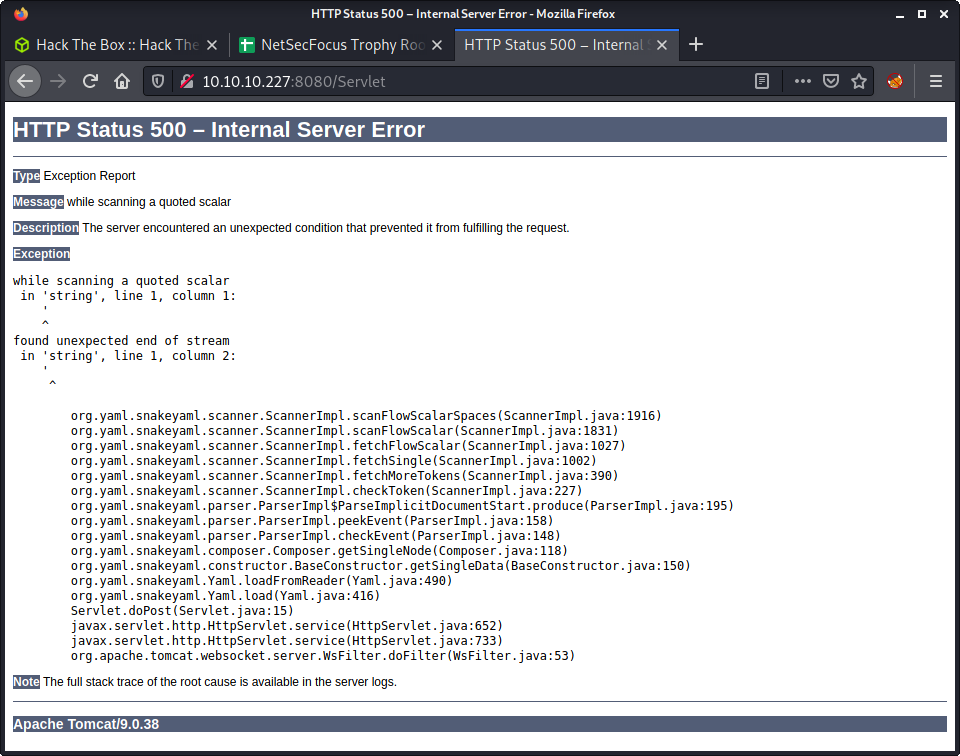 HTTP Status 500 – Internal Server Error - Mozilla Firefox
Hack The Box :: Hack The
NetSecFocus Trophy Roo
HTTP Status 500 – Internal S
10.10.10.227:8080/Servlet
HTTP Status 500 – Internal Server Error
Type Exception Report
Message while scanning a quoted scalar
Description The server encountered an unexpected condition that prevented it from fulfilling the request.
Exception
while scanning a quoted scalar
 in 'string', line 1, column 1:
    '
    ^
found unexpected end of stream
 in 'string', line 1, column 2:
    '
     ^
org.yaml.snakeyaml.scanner.ScannerImpl.scanFlowScalarSpaces(ScannerImpl.java:1916)
org.yaml.snakeyaml.scanner.ScannerImpl.scanFlowScalar(ScannerImpl.java:1831)
org.yaml.snakeyaml.scanner.ScannerImpl.fetchFlowScalar(ScannerImpl.java:1027)
org.yaml.snakeyaml.scanner.ScannerImpl.fetchSingle(ScannerImpl.java:1002)
org.yaml.snakeyaml.scanner.ScannerImpl.fetchMoreTokens(ScannerImpl.java:390)
org.yaml.snakeyaml.scanner.ScannerImpl.checkToken(ScannerImpl.java:227)
org.yaml.snakeyaml.parser.ParserImpl$ParseImplicitDocumentStart.produce(ParserImpl.java:195)
org.yaml.snakeyaml.parser.ParserImpl.peekEvent(ParserImpl.java:158)
org.yaml.snakeyaml.parser.ParserImpl.checkEvent(ParserImpl.java:148)
org.yaml.snakeyaml.composer.Composer.getSingleNode(Composer.java:118)
org.yaml.snakeyaml.constructor.BaseConstructor.getSingleData(BaseConstructor.java:150)
org.yaml.snakeyaml.Yaml.loadFromReader(Yaml.java:490)
org.yaml.snakeyaml.Yaml.load(Yaml.java:416)
Servlet.doPost(Servlet.java:15)
javax.servlet.http.HttpServlet.service(HttpServlet.java:652)
javax.servlet.http.HttpServlet.service(HttpServlet.java:733)
org.apache.tomcat.websocket.server.WsFilter.doFilter(WsFilter.java:53)
Note The full stack trace of the root cause is available in the server logs.
Apache Tomcat/9.0.38